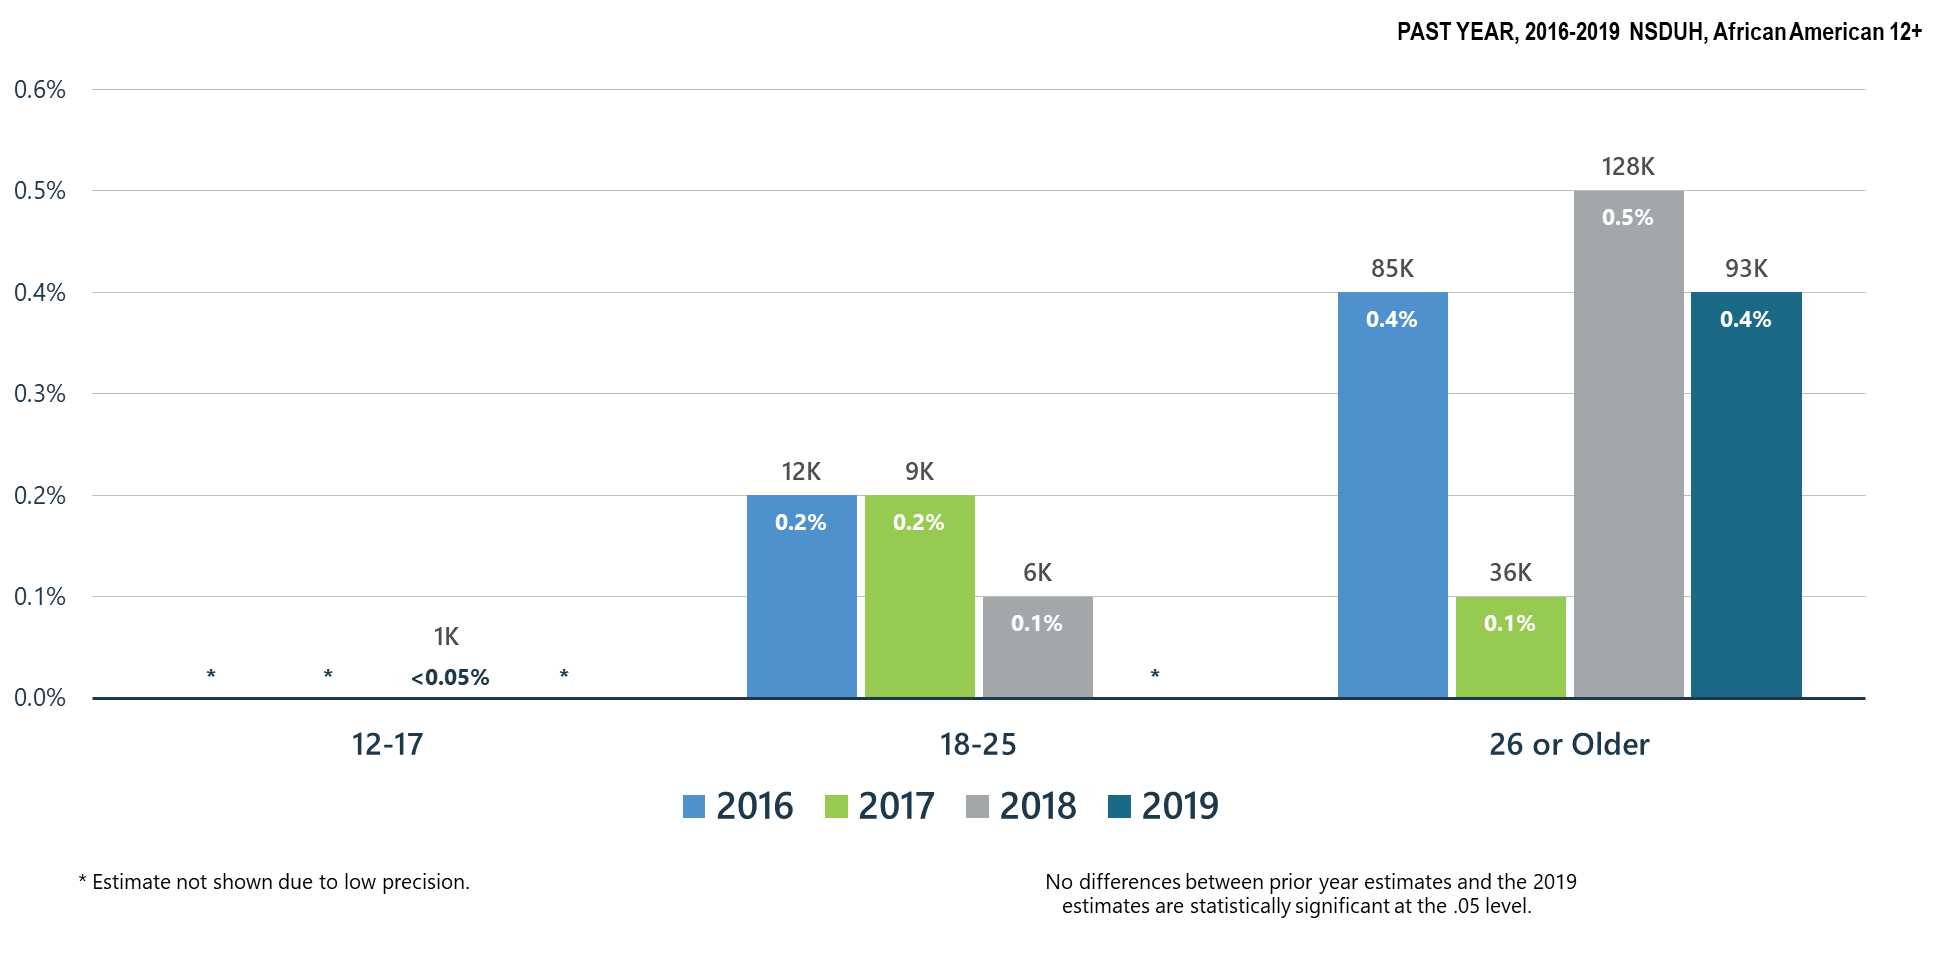 PAST YEAR, 2016-2019 NSDUH, African American 12+
0.6%
0.5%
0.4%
0.3%
0.2%
0.1%
0.0%
* * 1K <0.05% *
12K 0.2%
9K 0.2%
6K 0.1%
*
85K 0.4%
36K 0.1%
128K 0.5%
93K 0.4%
12-17 18-25 26 or Older
2016 2017 2018 2019
* Estimate not shown due to low precision.
No differences between prior year estimates and the 2019
estimates are statistically significant at the .05 level.